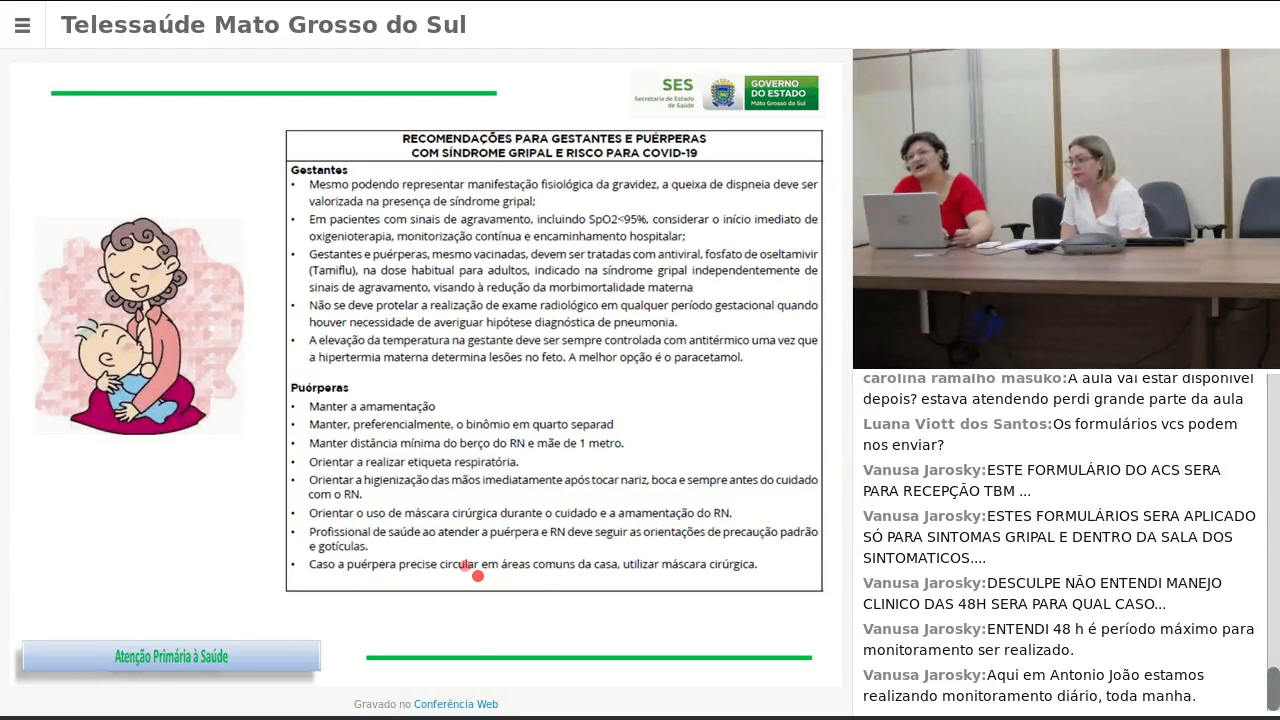 Telessaúde Mato Grosso do Sul
SES
Secretaria de Estado
de Saúde
GOVERNO
DO ESTADO
Mato Grosso do Sul
RECOMENDAÇÕES PARA GESTANTES E PUÉRPERAS
COM SÍNDROME GRIPAL E RISCO PARA COVID-19
Gestantes
• Mesmo podendo representar manifestação fisiológica da gravidez, a queixa de dispneia deve ser
valorizada na presença de síndrome gripal;
• Em pacientes com sinais de agravamento, incluindo SpO2<95%, considerar o início imediato de
oxigenioterapia, monitorização contínua e encaminhamento hospitalar;
• Gestantes e puérperas, mesmo vacinadas, devem ser tratadas com antiviral, fosfato de oseltamivir
(Tamiflu), na dose habitual para adultos, indicado na síndrome gripal independentemente de
sinais de agravamento, visando à redução da morbimortalidade materna
• Não se deve protelar a realização de exame radiológico em qualquer período gestacional quando
houver necessidade de averiguar hipótese diagnóstica de pneumonia.
• A elevação da temperatura na gestante deve ser sempre controlada com antitérmico uma vez que
a hipertermia materna determina lesões no feto. A melhor opção é o paracetamol.
Puérperas
• Manter a amamentação
• Manter, preferencialmente, o binômio em quarto separad
• Manter distância mínima do berço do RN e mãe de 1 metro.
• Orientar a realizar etiqueta respiratória.
• Orientar a higienização das mãos imediatamente após tocar nariz, boca e sempre antes do cuidado
com o RN.
• Orientar o uso de máscara cirúrgica durante o cuidado e a amamentação do RN.
• Profissional de saúde ao atender a puérpera e RN deve seguir as orientações de precaução padrão
e gotículas.
• Caso a puérpera precise circular em áreas comuns da casa, utilizar máscara cirúrgica.
Atenção Primária à Saúde
Gravado no Conferência Web
carolina ramalho masuko:A aula vai estar disponível
depois? estava atendendo perdi grande parte da aula
Luana Viott dos Santos:Os formulários vcs podem
nos enviar?
Vanusa Jarosky:ESTE FORMULÁRIO DO ACS SERA
PARA RECEPÇÃO TBM ...
Vanusa Jarosky:ESTES FORMULÁRIOS SERA APLICADO
SÓ PARA SINTOMAS GRIPAL E DENTRO DA SALA DOS
SINTOMATICOS....
Vanusa Jarosky:DESCULPE NÃO ENTENDI MANEJO
CLINICO DAS 48H SERA PARA QUAL CASO...
Vanusa Jarosky:ENTENDI 48 h é período máximo para
monitoramento ser realizado.
Vanusa Jarosky:Aqui em Antonio João estamos
realizando monitoramento diário, toda manha.